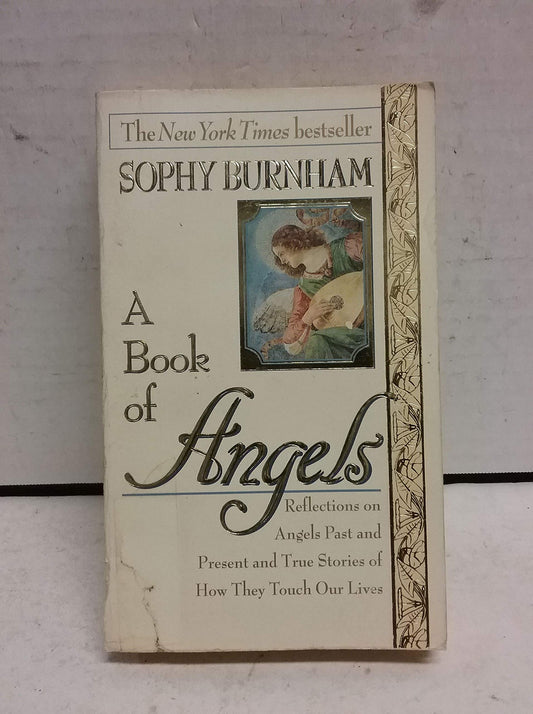 The New York Times bestseller
SOPHY BURNHAM
A
Book
of
Angels
Reflections on
Angels Past and
Present and True Stories of
How They Touch Our Lives